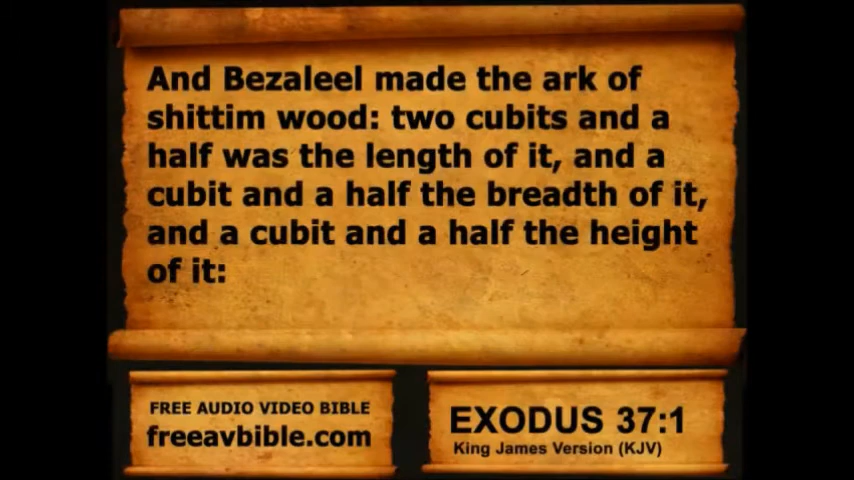 And Bezaleel made the ark of
shittim wood: two cubits and a
half was the length of it, and a
cubit and a half the breadth of it,
and a cubit and a half the height
of it:
FREE AUDIO VIDEO BIBLE
freeavbible.com
EXODUS 37:1
King James Version (KJV)